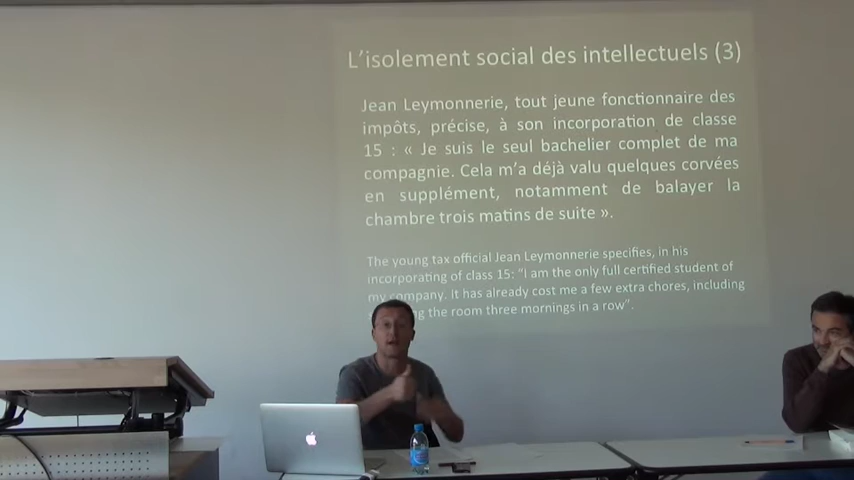 L'isolement social des intellectuels (3)
Jean Leymonnerie, tout jeune fonctionnaire des
impôts, précise, à son incorporation de classe
15 : « Je suis le seul bachelier complet de ma
compagnie. Cela m'a déjà valu quelques corvées
en supplément, notamment de balayer la
chambre trois matins de suite ».
The young tax official Jean Leymonnerie specifies, in his
incorporating of class 15: "I am the only full certified student of
my company. It has already cost me a few extra chores, including
the room three mornings in a row".